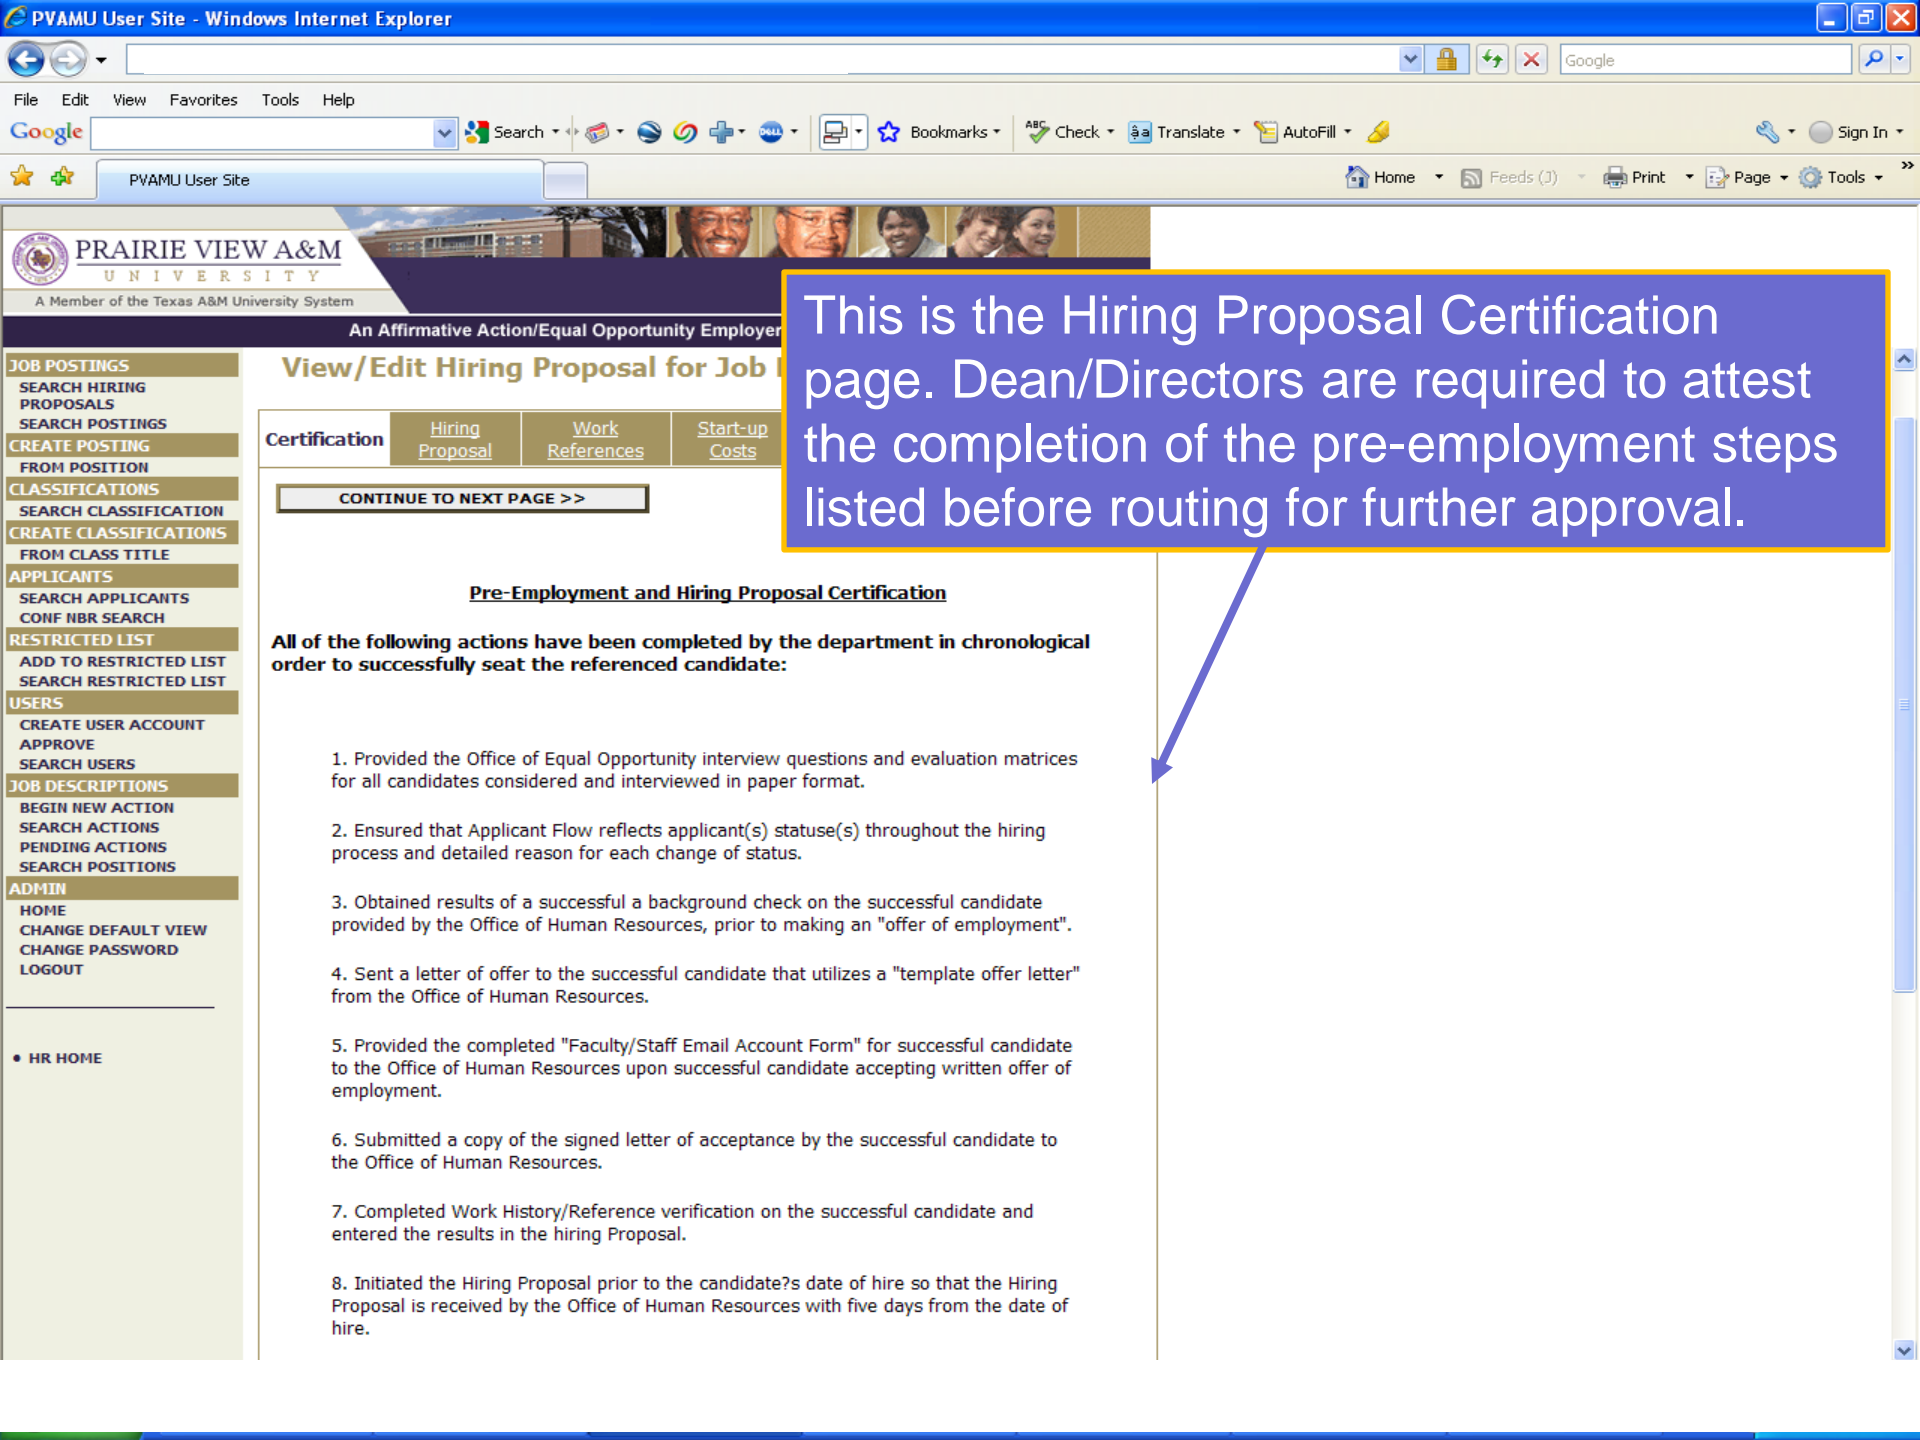 PVAMU User Site - Windows Internet Explorer
Google
File Edit View Favorites Tools Help
Google Search Bookmarks ABC Check Translate AutoFill Sign In
PVAMU User Site Home Feeds (J) Print Page Tools
PRAIRIE VIEW A&M
UNIVERSITY
A Member of the Texas A&M University System
An Affirmative Action/Equal Opportunity Employer
This is the Hiring Proposal Certification
page. Dean/Directors are required to attest
the completion of the pre-employment steps
listed before routing for further approval.
JOB POSTINGS
SEARCH HIRING
PROPOSALS
SEARCH POSTINGS
CREATE POSTING
FROM POSITION
CLASSIFICATIONS
SEARCH CLASSIFICATION
CREATE CLASSIFICATIONS
FROM CLASS TITLE
APPLICANTS
SEARCH APPLICANTS
CONF NBR SEARCH
RESTRICTED LIST
ADD TO RESTRICTED LIST
SEARCH RESTRICTED LIST
USERS
CREATE USER ACCOUNT
APPROVE
SEARCH USERS
JOB DESCRIPTIONS
BEGIN NEW ACTION
SEARCH ACTIONS
PENDING ACTIONS
SEARCH POSITIONS
ADMIN
HOME
CHANGE DEFAULT VIEW
CHANGE PASSWORD
LOGOUT
• HR HOME
View/Edit Hiring Proposal for Job
Certification
Hiring
Proposal
Work
References
Start-up
Costs
CONTINUE TO NEXT PAGE >>
Pre-Employment and Hiring Proposal Certification
All of the following actions have been completed by the department in chronological
order to successfully seat the referenced candidate:
1. Provided the Office of Equal Opportunity interview questions and evaluation matrices
for all candidates considered and interviewed in paper format.
2. Ensured that Applicant Flow reflects applicant(s) statuse(s) throughout the hiring
process and detailed reason for each change of status.
3. Obtained results of a successful a background check on the successful candidate
provided by the Office of Human Resources, prior to making an "offer of employment".
4. Sent a letter of offer to the successful candidate that utilizes a "template offer letter"
from the Office of Human Resources.
5. Provided the completed "Faculty/Staff Email Account Form" for successful candidate
to the Office of Human Resources upon successful candidate accepting written offer of
employment.
6. Submitted a copy of the signed letter of acceptance by the successful candidate to
the Office of Human Resources.
7. Completed Work History/Reference verification on the successful candidate and
entered the results in the hiring Proposal.
8. Initiated the Hiring Proposal prior to the candidate?s date of hire so that the Hiring
Proposal is received by the Office of Human Resources with five days from the date of
hire.